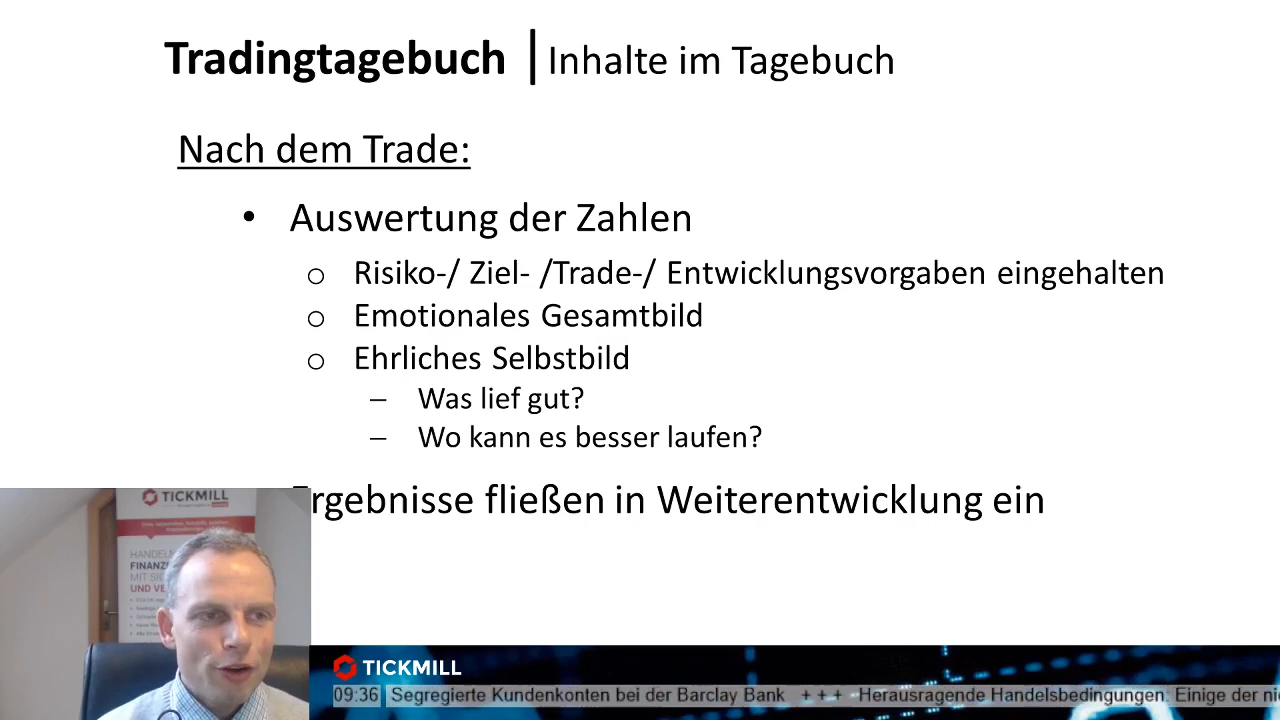 Tradingtagebuch | Inhalte im Tagebuch
Nach dem Trade:
• Auswertung der Zahlen
o Risiko-/ Ziel- /Trade-/ Entwicklungsvorgaben eingehalten
o Emotionales Gesamtbild
o Ehrliches Selbstbild
– Was lief gut?
– Wo kann es besser laufen?
Ergebnisse fließen in Weiterentwicklung ein
TICKMILL
HANDEL
FINANZ
MIT SI
UND VE
TICKMILL
09:36 Segregierte Kundenkonten bei der Barclay Bank + + + Herausragende Handelsbedingungen: Einige der ni